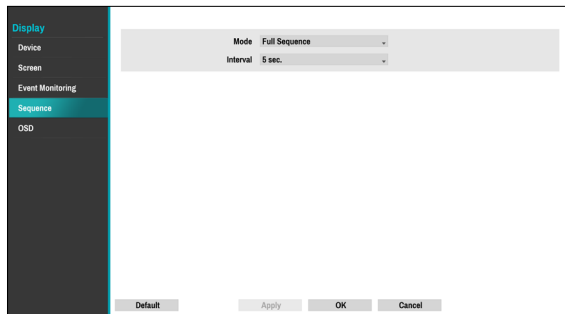 Display
Device
Screen
Event Monitoring
Sequence
OSD
Mode Full Sequence
Interval 5 sec.
Default Apply OK Cancel